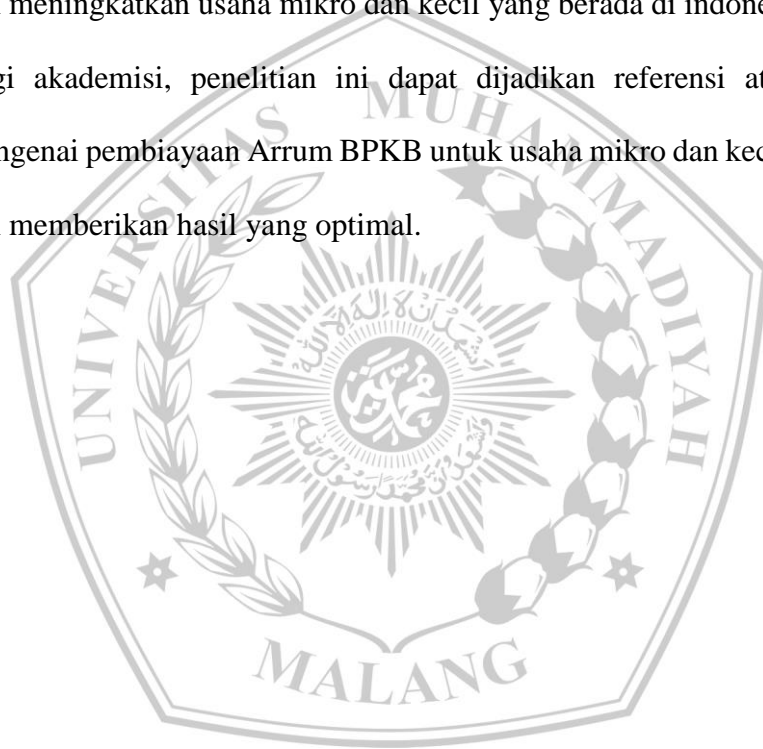 meningkatkan usaha mikro dan kecil yang berada di indone
gi akademisi, penelitian ini dapat dijadikan referensi at
ngenai pembiayaan Arrum BPKB untuk usaha mikro dan kec
memberikan hasil yang optimal.
UNIVERSITAS MUHAMMADIYAH
MALANG